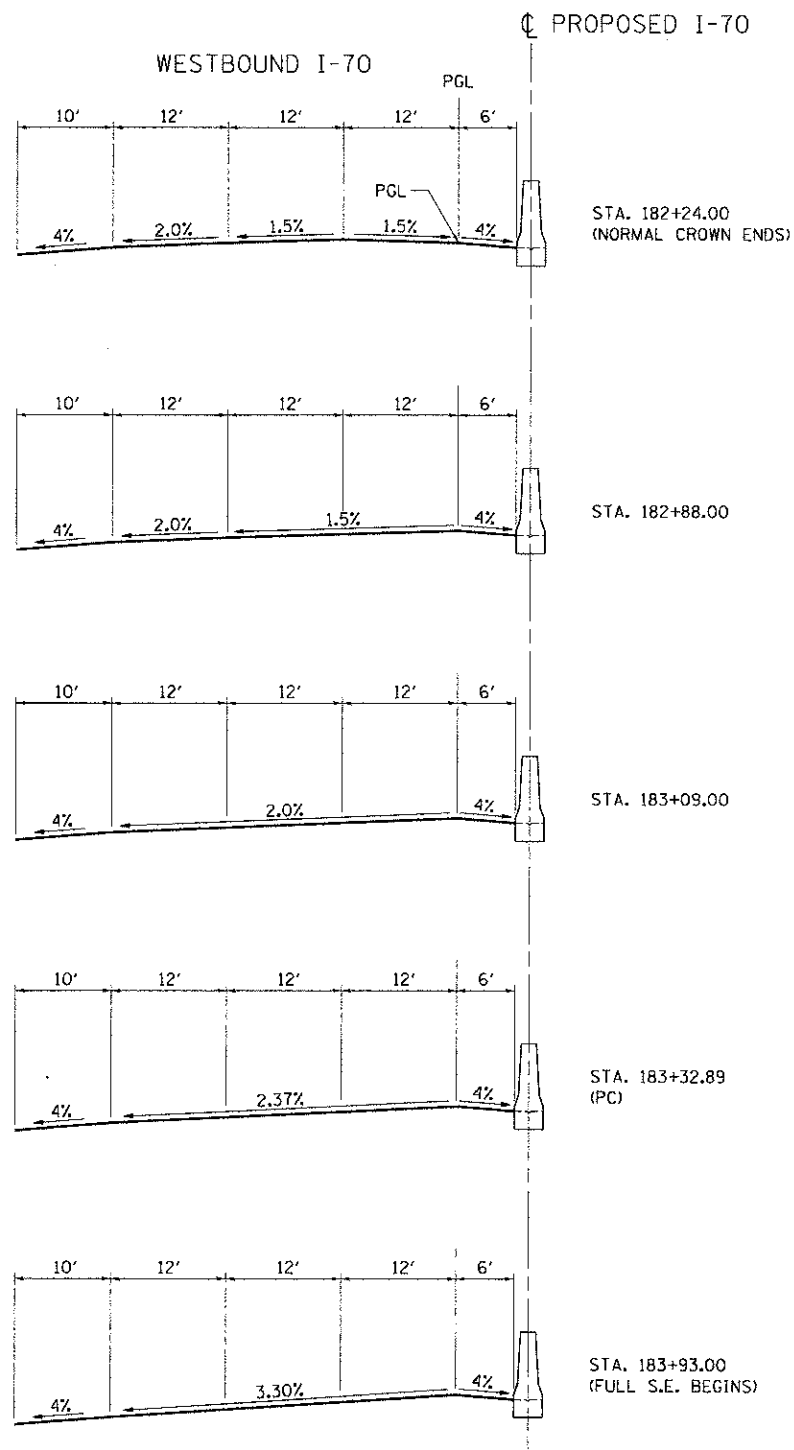 ℄ PROPOSED I-70
WESTBOUND I-70
PGL
10' 12' 12' 12' 6'
PGL
4% 2.0% 1.5% 1.5% 4%
STA. 182+24.00
(NORMAL CROWN ENDS)
10' 12' 12' 12' 6'
4% 2.0% 1.5% 4%
STA. 182+88.00
10' 12' 12' 12' 6'
4% 2.0% 4%
STA. 183+09.00
10' 12' 12' 12' 6'
4% 2.37% 4%
STA. 183+32.89
(PC)
10' 12' 12' 12' 6'
4% 3.30% 4%
STA. 183+93.00
(FULL S.E. BEGINS)